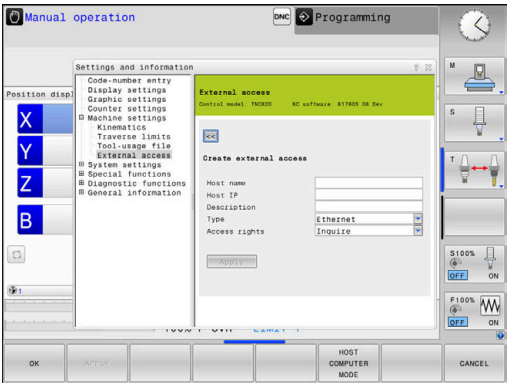 Manual operation
DNC
Programming
Settings and information
Position displ
Code-number entry
Display settings
Graphic settings
Counter settings
Machine settings
Kinematics
Traverse limits
Tool-usage file
External access
System settings
Special functions
Diagnostic functions
General information
External access
Control model: TNC620 NC software: 817605 06 Dev
<<
Create external access
Host name
Host IP
Description
Type Ethernet
Access rights Inquire
Apply
X
Y
Z
B
1
M
S
T
S100%
OFF ON
F100%
OFF ON
OK
APPLY
HOST
COMPUTER
MODE
CANCEL